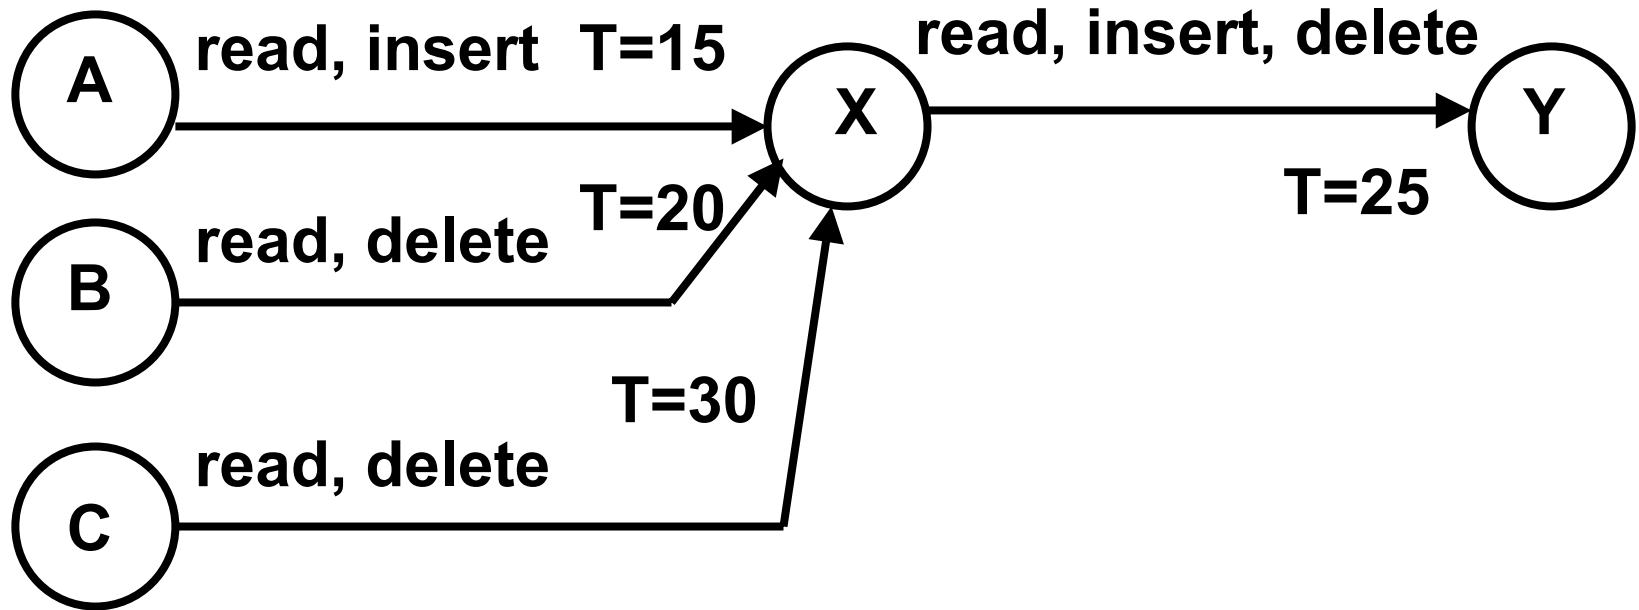 A
read, insert T=15
X
read, insert, delete
Y
T=25
B
read, delete
T=20
T=30
C
read, delete